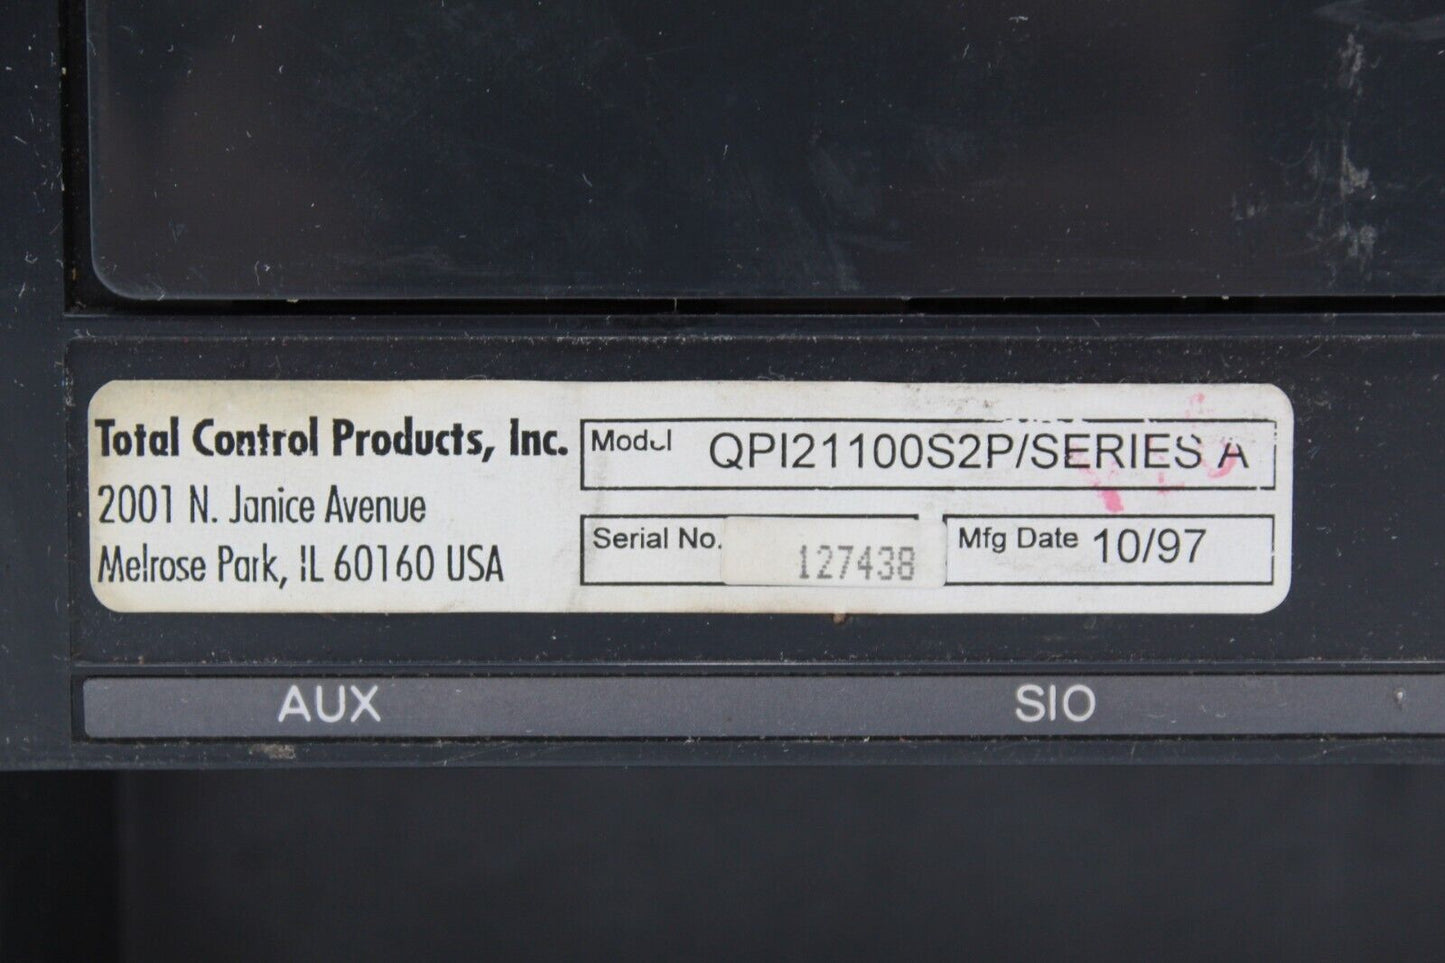 Total Control Products, Inc.
2001 N. Janice Avenue
Melrose Park, IL 60160 USA
Model QPI21100S2P/SERIES A
Serial No. 127438
Mfg Date 10/97
AUX SIO